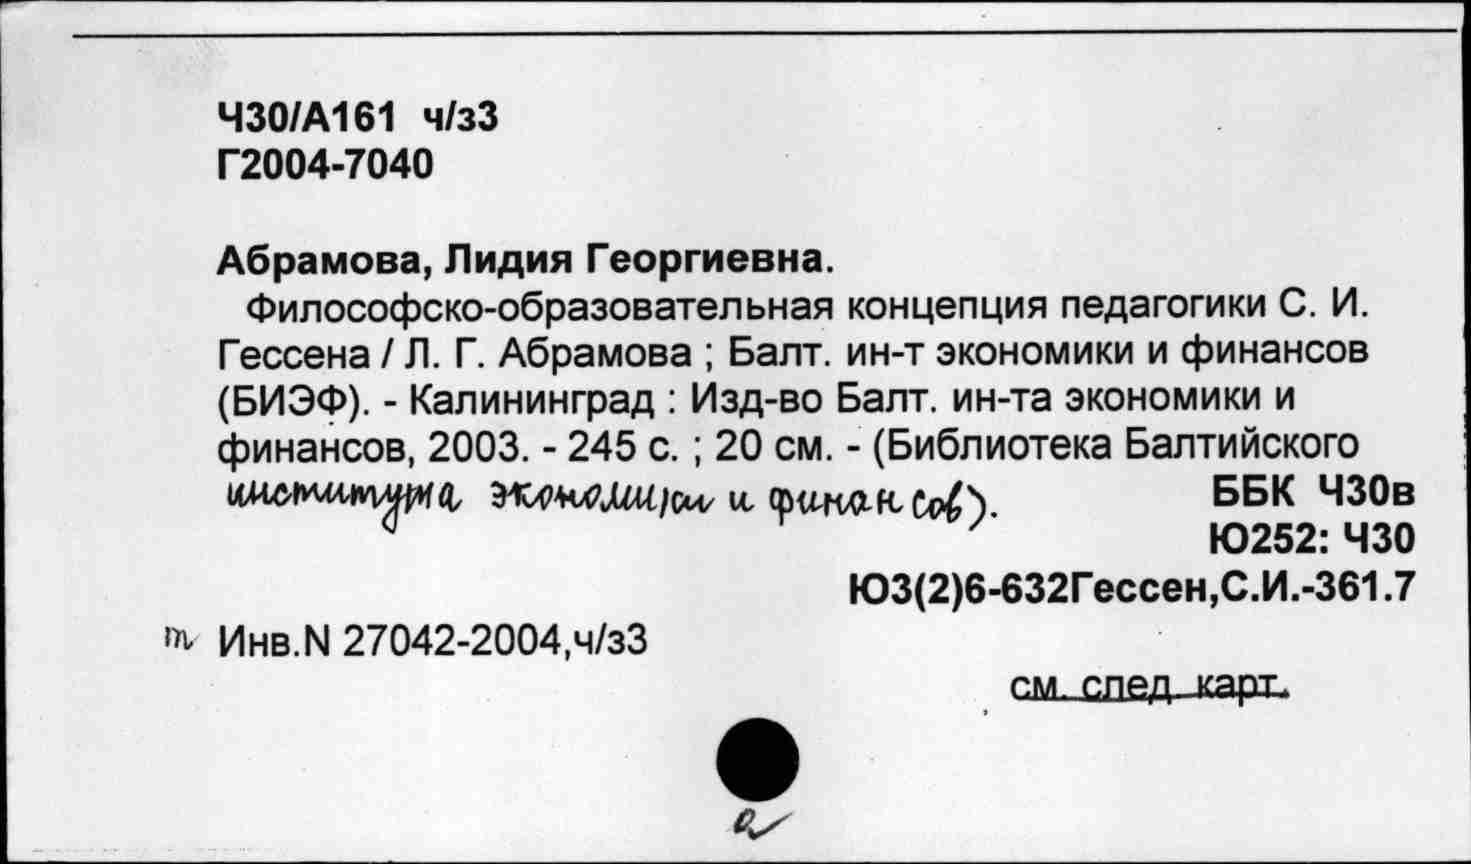 Ч30/А161 ч/з3
Г2004-7040
Абрамова, Лидия Георгиевна.
Философско-образовательная концепция педагогики С. И.
Гессена / Л. Г. Абрамова ; Балт. ин-т экономики и финансов
(БИЭФ). - Калининград : Изд-во Балт. ин-та экономики и
финансов, 2003. - 245 с. ; 20 см. - (Библиотека Балтийского
института экономики и финансов).
ББК Ч30в
Ю252: Ч30
Ю3(2)6-632Гессен,С.И.-361.7
т Инв.N 27042-2004,ч/з3
см. след. карт.
а